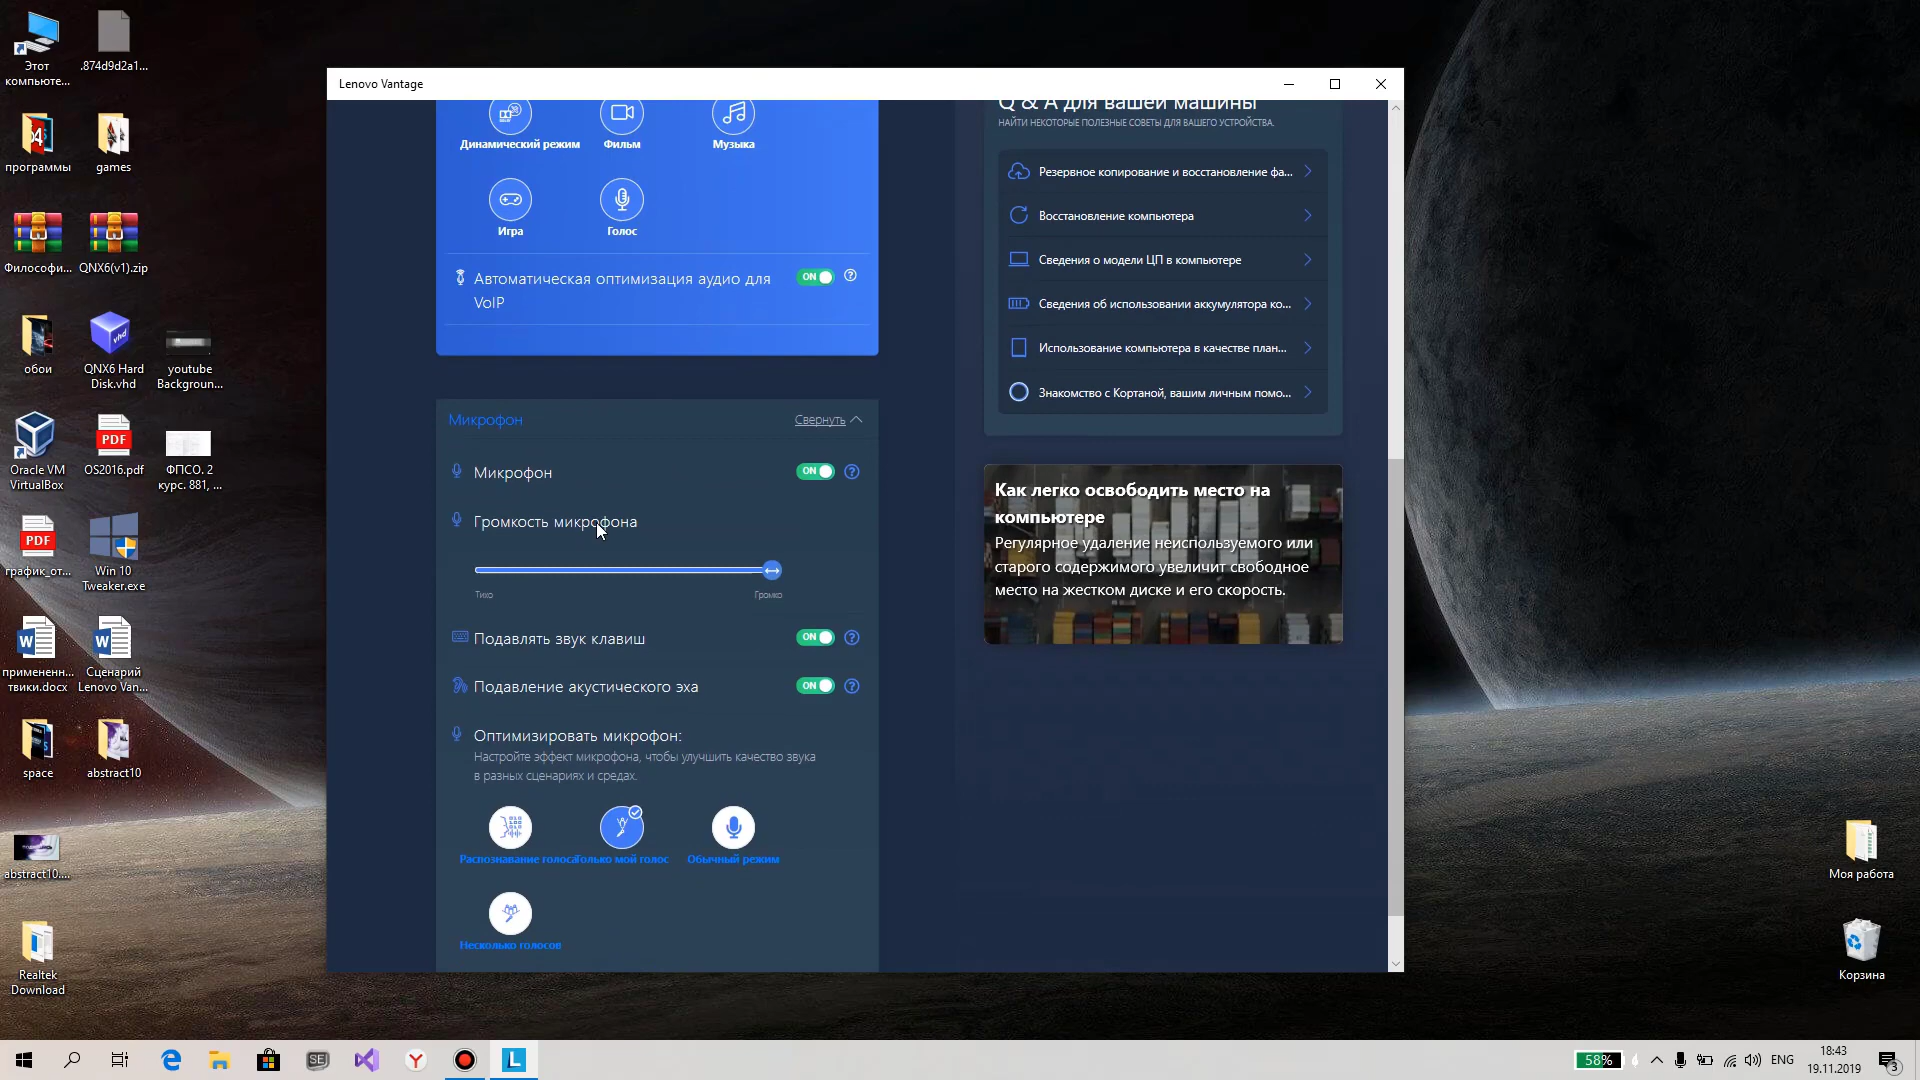 Этот
компьюте...
.874d9d2a1...
программы
games
Философи...
QNX6(v1).zip
обои
QNX6 Hard
Disk.vhd
youtube
Backgroun...
Oracle VM
VirtualBox
OS2016.pdf
ФПСО. 2
курс. 881, ...
график_от...
Win 10
Tweaker.exe
примененн...
твики.docx
Сценарий
Lenovo Van...
space
abstract10
abstract10....
Realtek
Download
Lenovo Vantage
Динамический режим
Фильм
Музыка
Игра
Голос
Автоматическая оптимизация аудио для
VoIP
ON
Микрофон
Свернуть
Микрофон
ON
Громкость микрофона
Тихо
Громко
Подавлять звук клавиш
ON
Подавление акустического эха
ON
Оптимизировать микрофон:
Настройте эффект микрофона, чтобы улучшить качество звука
в разных сценариях и средах.
Распознавание голоса
Только мой голос
Обычный режим
Несколько голосов
Q & A для вашей машины
НАЙТИ НЕКОТОРЫЕ ПОЛЕЗНЫЕ СОВЕТЫ ДЛЯ ВАШЕГО УСТРОЙСТВА.
Резервное копирование и восстановление фа...
Восстановление компьютера
Сведения о модели ЦП в компьютере
Сведения об использовании аккумулятора ко...
Использование компьютера в качестве план...
Знакомство с Кортаной, вашим личным помо...
Как легко освободить место на
компьютере
Регулярное удаление неиспользуемого или
старого содержимого увеличит свободное
место на жестком диске и его скорость.
Моя работа
Корзина
58%
ENG
18:43
19.11.2019
3